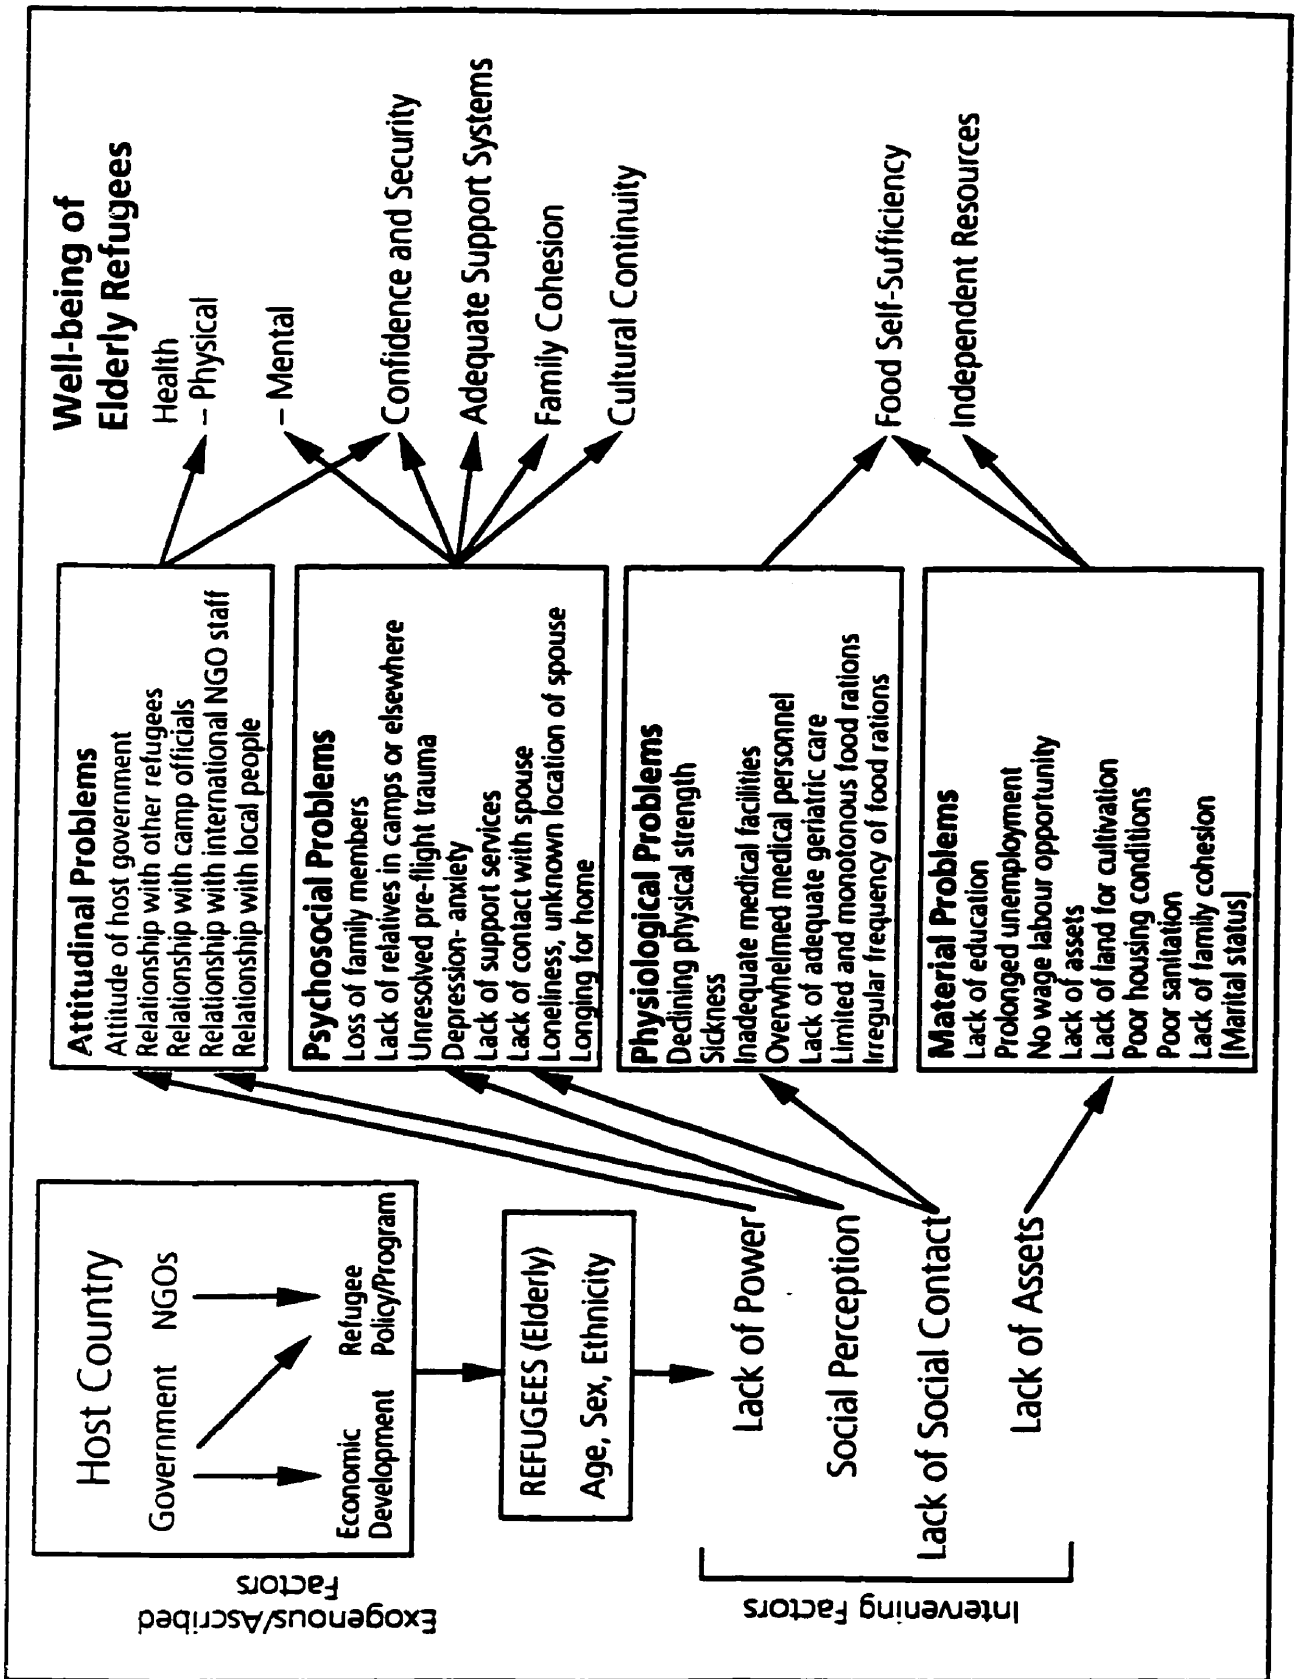 Exogenous/Ascribed
Factors
Host Country
Government NGOs
Economic
Development
Refugee
Policy/Program
REFUGEES (Elderly)
Age, Sex, Ethnicity
Intervening Factors
Lack of Power
Social Perception
Lack of Social Contact
Lack of Assets
Attitudinal Problems
Attitude of host government
Relationship with other refugees
Relationship with camp officials
Relationship with international NGO staff
Relationship with local people
Psychosocial Problems
Loss of family members
Lack of relatives in camps or elsewhere
Unresolved pre-flight trauma
Depression- anxiety
Lack of support services
Lack of contact with spouse
Loneliness, unknown location of spouse
Longing for home
Physiological Problems
Declining physical strength
Sickness
Inadequate medical facilities
Overwhelmed medical personnel
Lack of adequate geriatric care
Limited and monotonous food rations
Irregular frequency of food rations
Material Problems
Lack of education
Prolonged unemployment
No wage labour opportunity
Lack of assets
Lack of land for cultivation
Poor housing conditions
Poor sanitation
Lack of family cohesion
[Marital status]
Well-being of
Elderly Refugees
Health
– Physical
– Mental
Confidence and Security
Adequate Support Systems
Family Cohesion
Cultural Continuity
Food Self-Sufficiency
Independent Resources